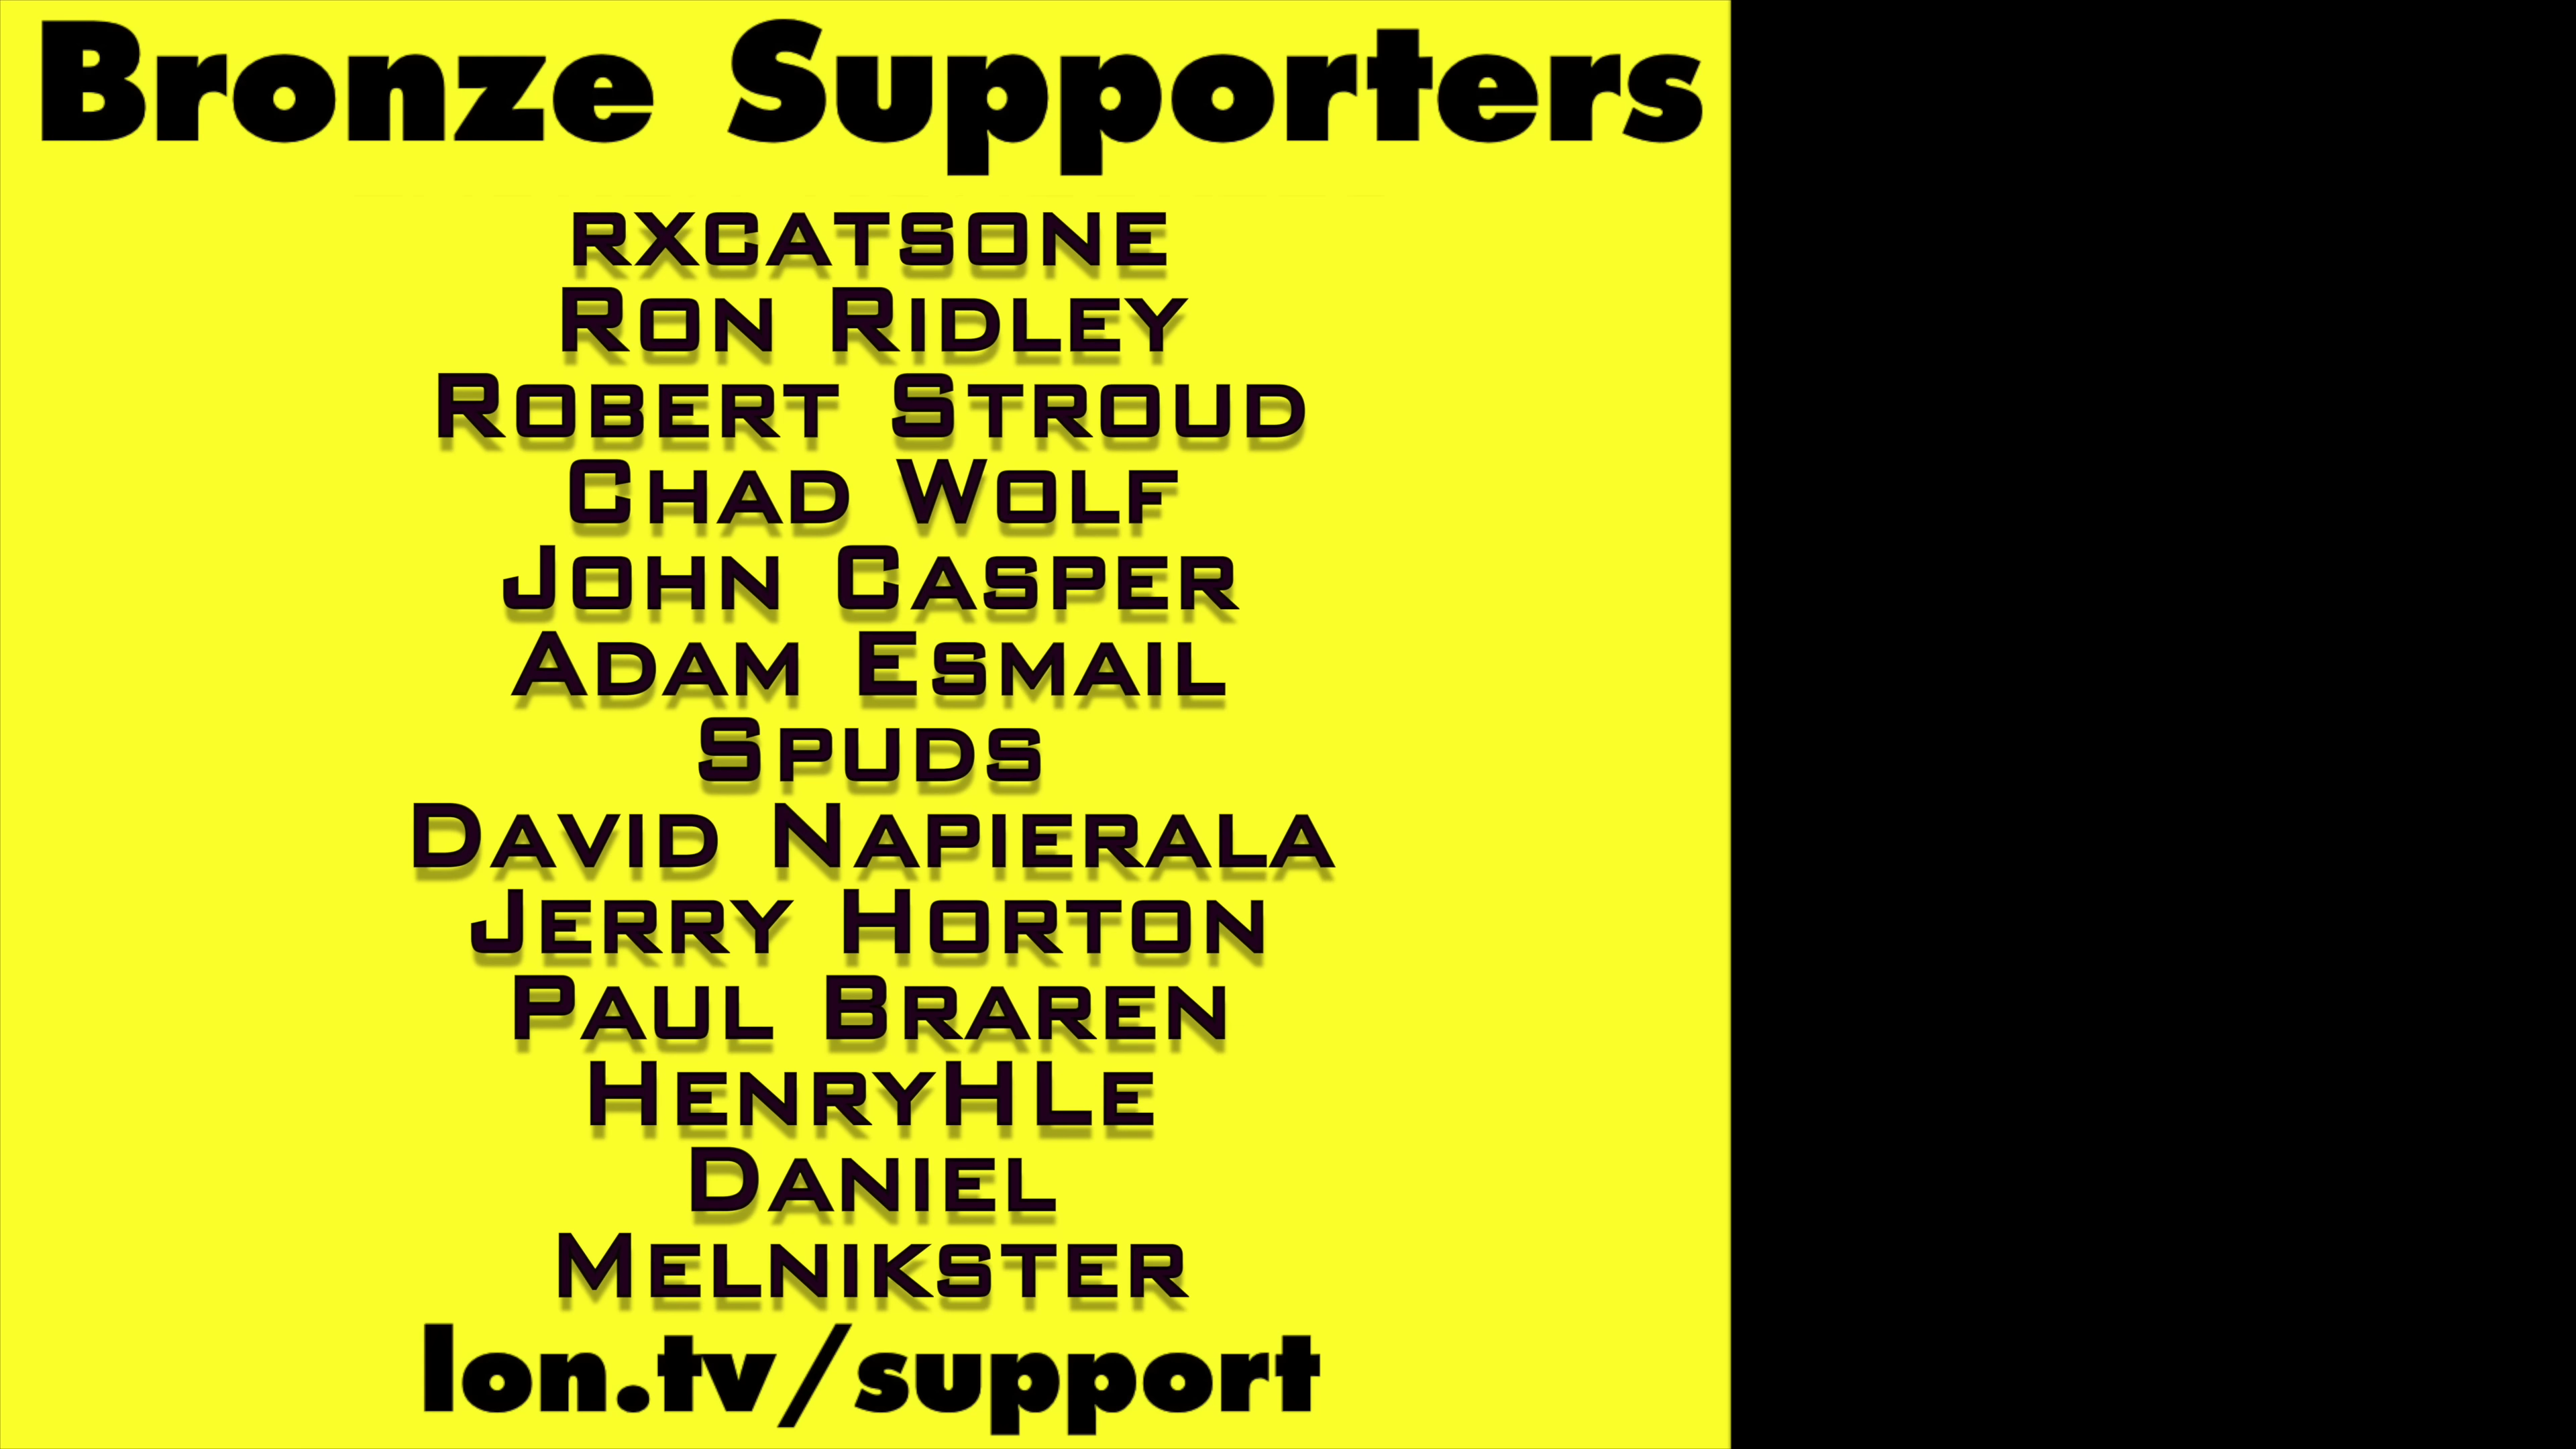 Bronze Supporters
rxcatsone
Ron Ridley
Robert Stroud
Chad Wolf
John Casper
Adam Esmail
Spuds
David Napierala
Jerry Horton
Paul Braren
HenryHLe
Daniel
Melnikster
lon.tv/support